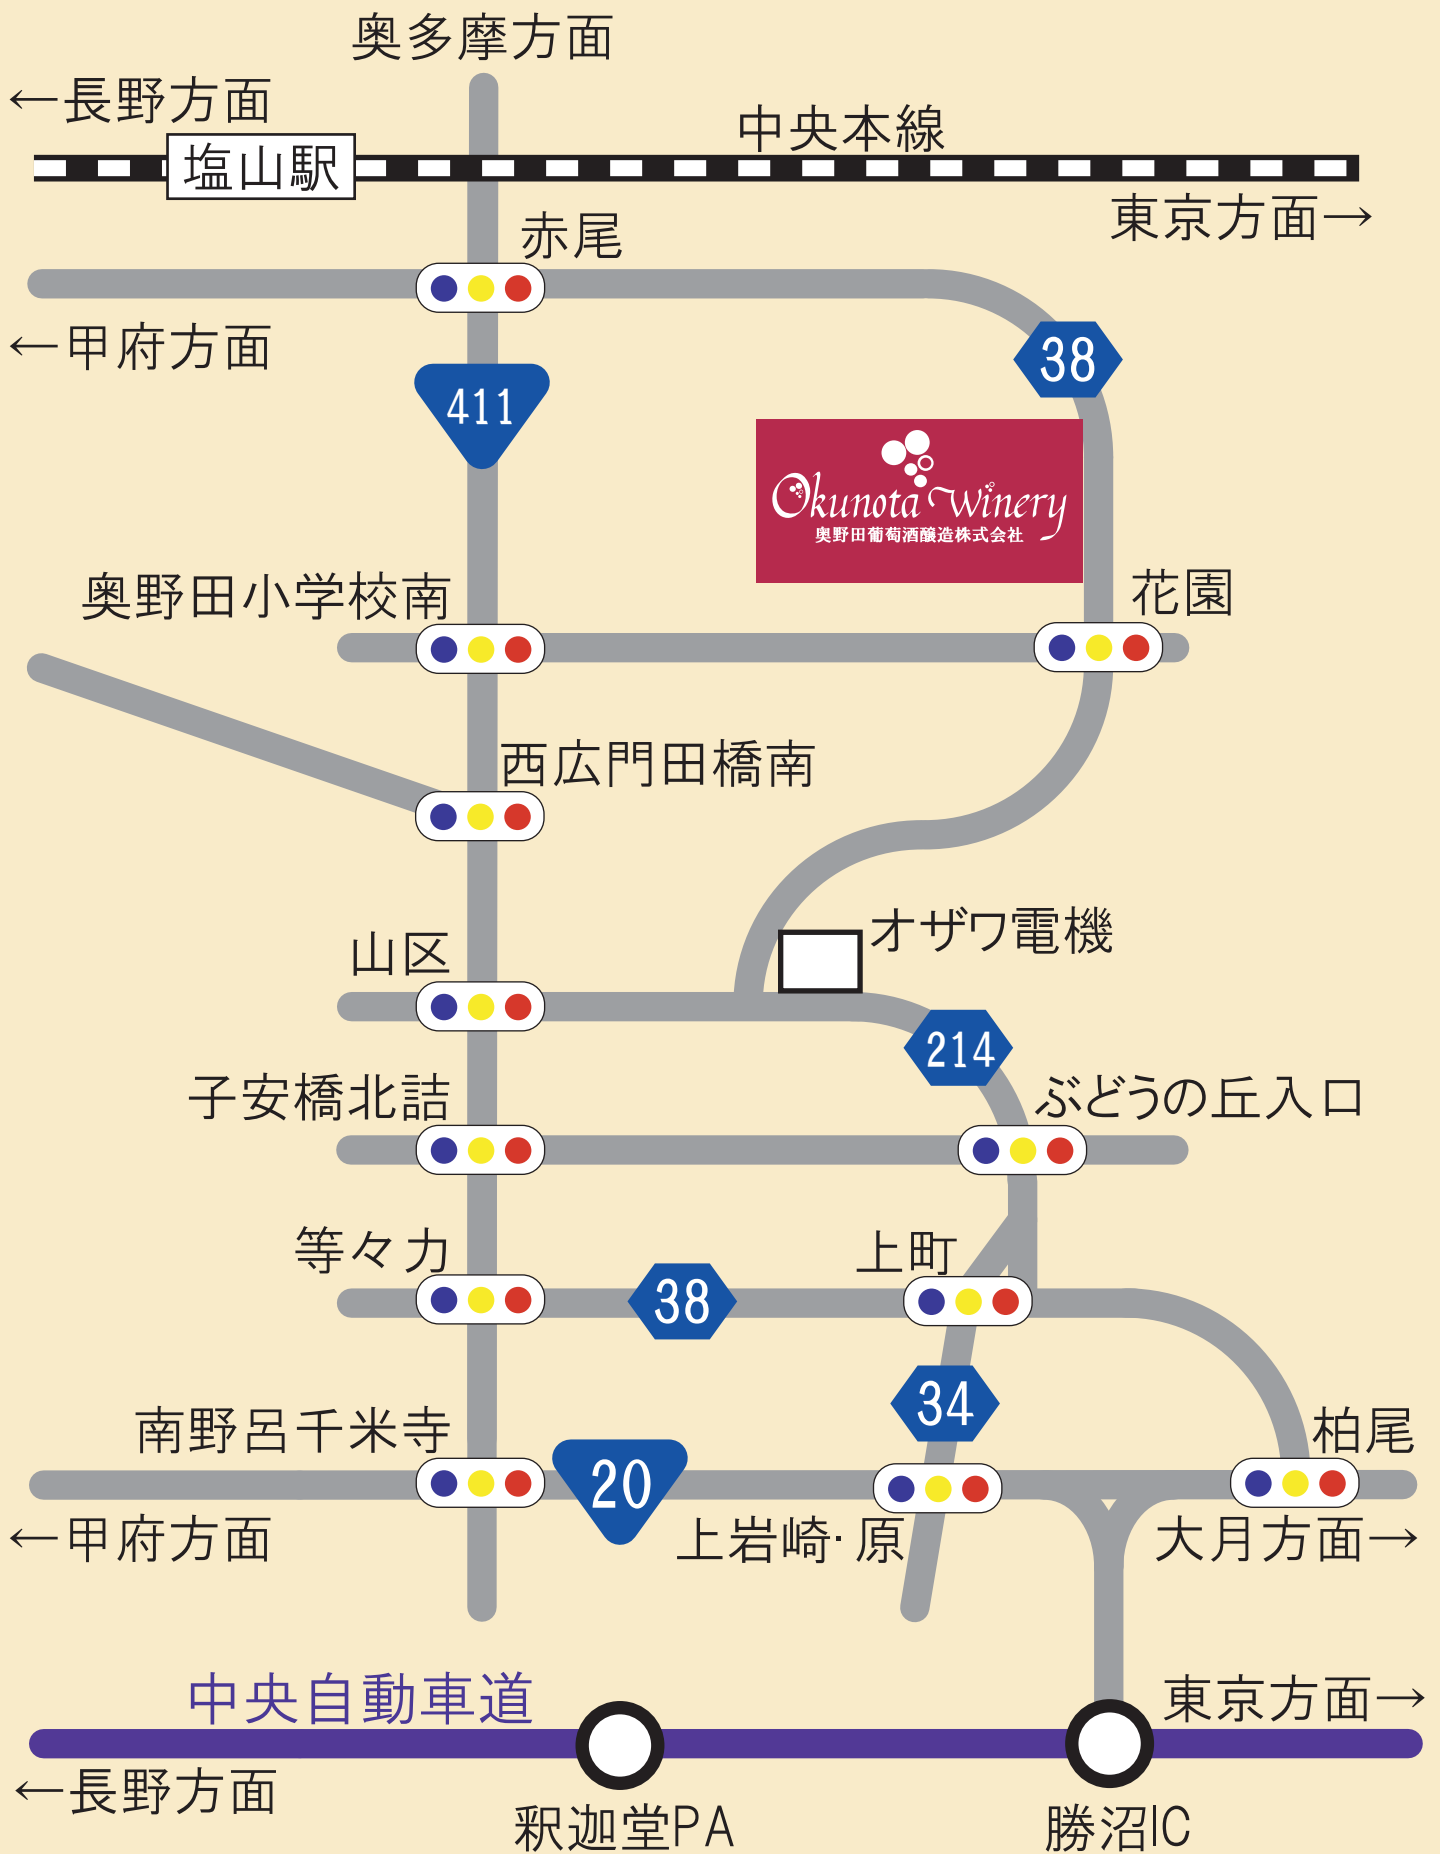 奥多摩方面
←長野方面
中央本線
塩山駅
東京方面→
赤尾
←甲府方面
38
411
Okunota Winery
奥野田葡萄酒醸造株式会社
奥野田小学校南
花園
西広門田橋南
オザワ電機
山区
214
子安橋北詰
ぶどうの丘入口
等々力
上町
38
34
南野呂千米寺
柏尾
20
←甲府方面
上岩崎・原
大月方面→
中央自動車道
東京方面→
←長野方面
釈迦堂PA
勝沼IC